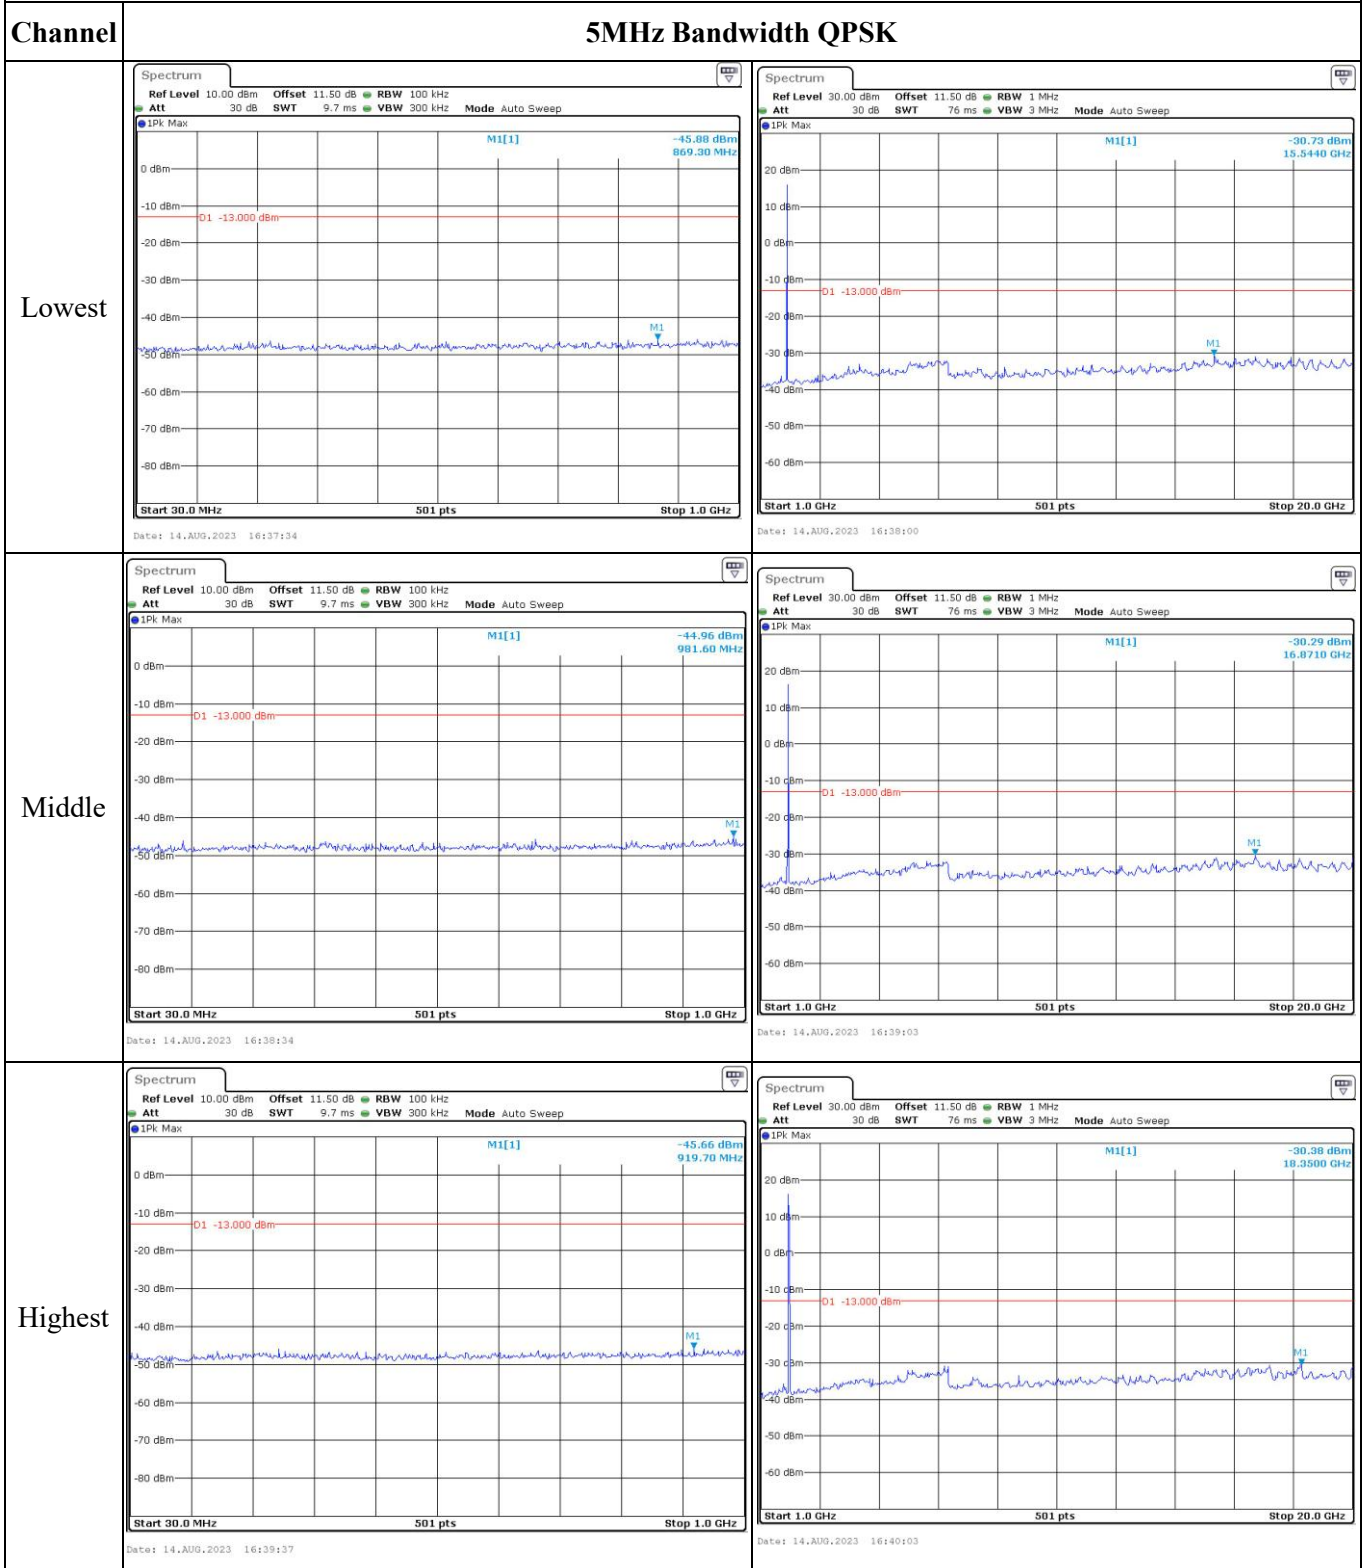 Channel
5MHz Bandwidth QPSK
Lowest
Spectrum
Ref Level 10.00 dBm Offset 11.50 dB RBW 100 kHz
Att 30 dB SWT 9.7 ms VBW 300 kHz Mode Auto Sweep
1Pk Max
M1[1] -45.88 dBm
869.30 MHz
0 dBm
-10 dBm
D1 -13.000 dBm
-20 dBm
-30 dBm
-40 dBm
M1
-50 dBm
-60 dBm
-70 dBm
-80 dBm
Start 30.0 MHz 501 pts Stop 1.0 GHz
Date: 14.AUG.2023 16:37:34
Spectrum
Ref Level 30.00 dBm Offset 11.50 dB RBW 1 MHz
Att 30 dB SWT 76 ms VBW 3 MHz Mode Auto Sweep
1Pk Max
M1[1] -30.73 dBm
15.5440 GHz
20 dBm
10 dBm
0 dBm
-10 dBm
D1 -13.000 dBm
-20 dBm
M1
-30 dBm
-40 dBm
-50 dBm
-60 dBm
Start 1.0 GHz 501 pts Stop 20.0 GHz
Date: 14.AUG.2023 16:38:00
Middle
Spectrum
Ref Level 10.00 dBm Offset 11.50 dB RBW 100 kHz
Att 30 dB SWT 9.7 ms VBW 300 kHz Mode Auto Sweep
1Pk Max
M1[1] -44.96 dBm
981.60 MHz
0 dBm
-10 dBm
D1 -13.000 dBm
-20 dBm
-30 dBm
-40 dBm
M1
-50 dBm
-60 dBm
-70 dBm
-80 dBm
Start 30.0 MHz 501 pts Stop 1.0 GHz
Date: 14.AUG.2023 16:38:34
Spectrum
Ref Level 30.00 dBm Offset 11.50 dB RBW 1 MHz
Att 30 dB SWT 76 ms VBW 3 MHz Mode Auto Sweep
1Pk Max
M1[1] -30.29 dBm
16.8710 GHz
20 dBm
10 dBm
0 dBm
-10 dBm
D1 -13.000 dBm
-20 dBm
M1
-30 dBm
-40 dBm
-50 dBm
-60 dBm
Start 1.0 GHz 501 pts Stop 20.0 GHz
Date: 14.AUG.2023 16:39:03
Highest
Spectrum
Ref Level 10.00 dBm Offset 11.50 dB RBW 100 kHz
Att 30 dB SWT 9.7 ms VBW 300 kHz Mode Auto Sweep
1Pk Max
M1[1] -45.66 dBm
919.70 MHz
0 dBm
-10 dBm
D1 -13.000 dBm
-20 dBm
-30 dBm
-40 dBm
M1
-50 dBm
-60 dBm
-70 dBm
-80 dBm
Start 30.0 MHz 501 pts Stop 1.0 GHz
Date: 14.AUG.2023 16:39:37
Spectrum
Ref Level 30.00 dBm Offset 11.50 dB RBW 1 MHz
Att 30 dB SWT 76 ms VBW 3 MHz Mode Auto Sweep
1Pk Max
M1[1] -30.38 dBm
18.3500 GHz
20 dBm
10 dBm
0 dBm
-10 dBm
D1 -13.000 dBm
-20 dBm
M1
-30 dBm
-40 dBm
-50 dBm
-60 dBm
Start 1.0 GHz 501 pts Stop 20.0 GHz
Date: 14.AUG.2023 16:40:03